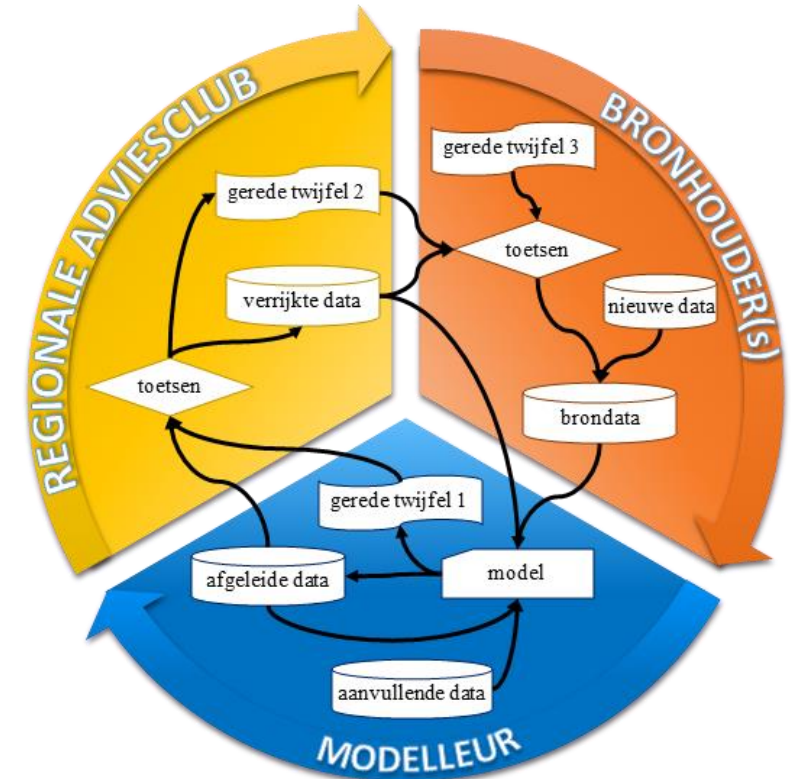 REGIONALE ADVIESCLUB
gerede twijfel 2
verrijkte data
toetsen
BRONHOUDER(s)
gerede twijfel 3
toetsen
nieuwe data
brondata
gerede twijfel 1
afgeleide data
model
aanvullende data
MODELLEUR